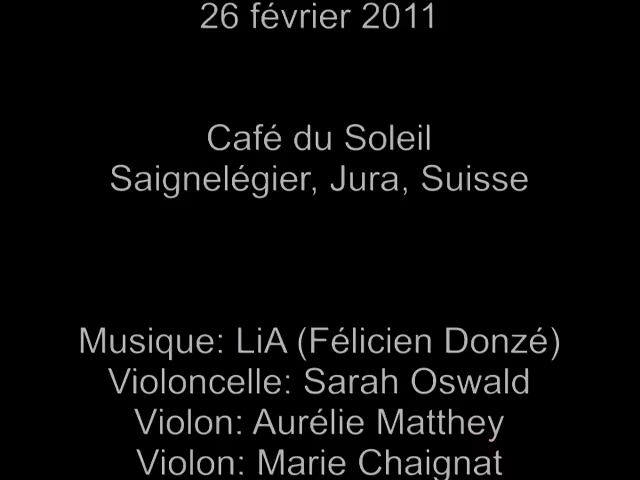 26 février 2011
Café du Soleil
Saignelégier, Jura, Suisse
Musique: LiA (Félicien Donzé)
Violoncelle: Sarah Oswald
Violon: Aurélie Matthey
Violon: Marie Chaignat